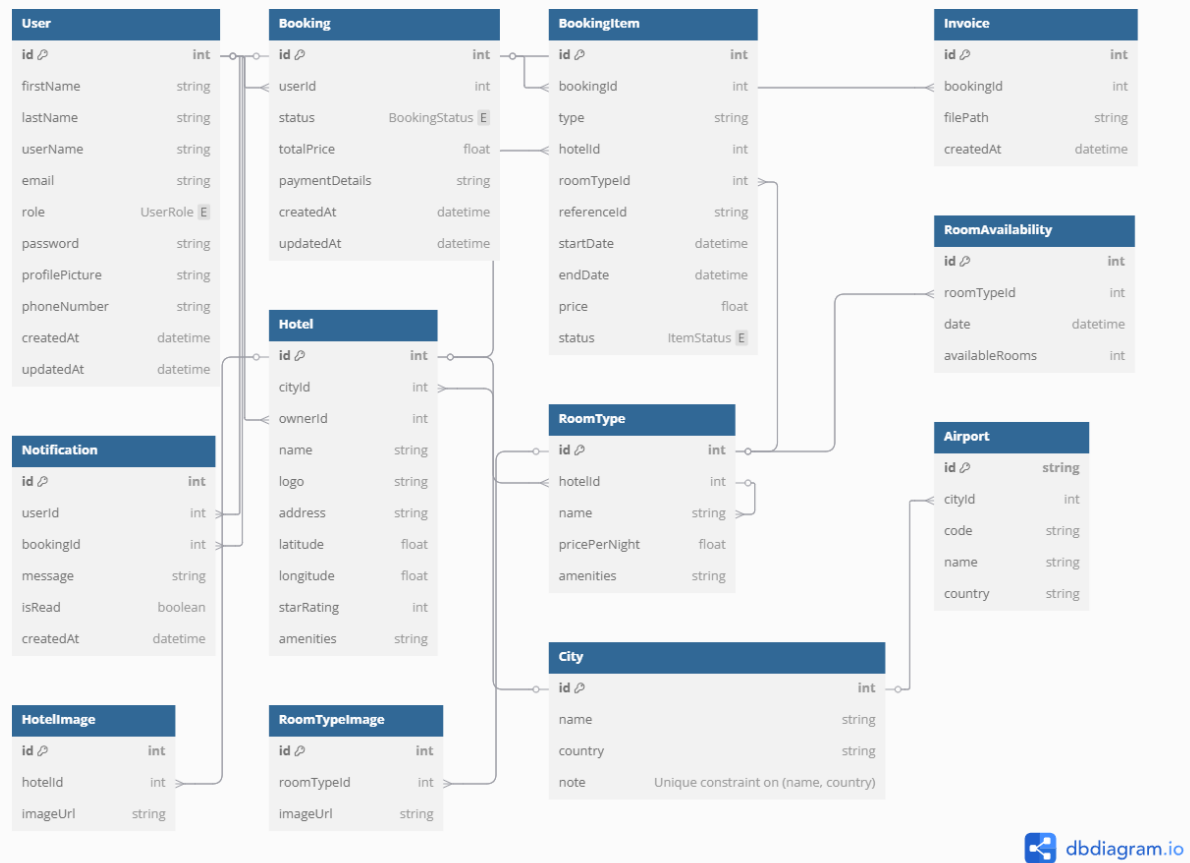 User
id int
firstName string
lastName string
userName string
email string
role UserRole E
password string
profilePicture string
phoneNumber string
createdAt datetime
updatedAt datetime
Booking
id int
userId int
status BookingStatus E
totalPrice float
paymentDetails string
createdAt datetime
updatedAt datetime
BookingItem
id int
bookingId int
type string
hotelId int
roomTypeId int
referenceId string
startDate datetime
endDate datetime
price float
status ItemStatus E
Invoice
id int
bookingId int
filePath string
createdAt datetime
RoomAvailability
id int
roomTypeId int
date datetime
availableRooms int
Hotel
id int
cityId int
ownerId int
name string
logo string
address string
latitude float
longitude float
starRating int
amenities string
RoomType
id int
hotelId int
name string
pricePerNight float
amenities string
Airport
id string
cityId int
code string
name string
country string
Notification
id int
userId int
bookingId int
message string
isRead boolean
createdAt datetime
City
id int
name string
country string
note Unique constraint on (name, country)
HotelImage
id int
hotelId int
imageUrl string
RoomTypeImage
id int
roomTypeId int
imageUrl string
dbdiagram.io